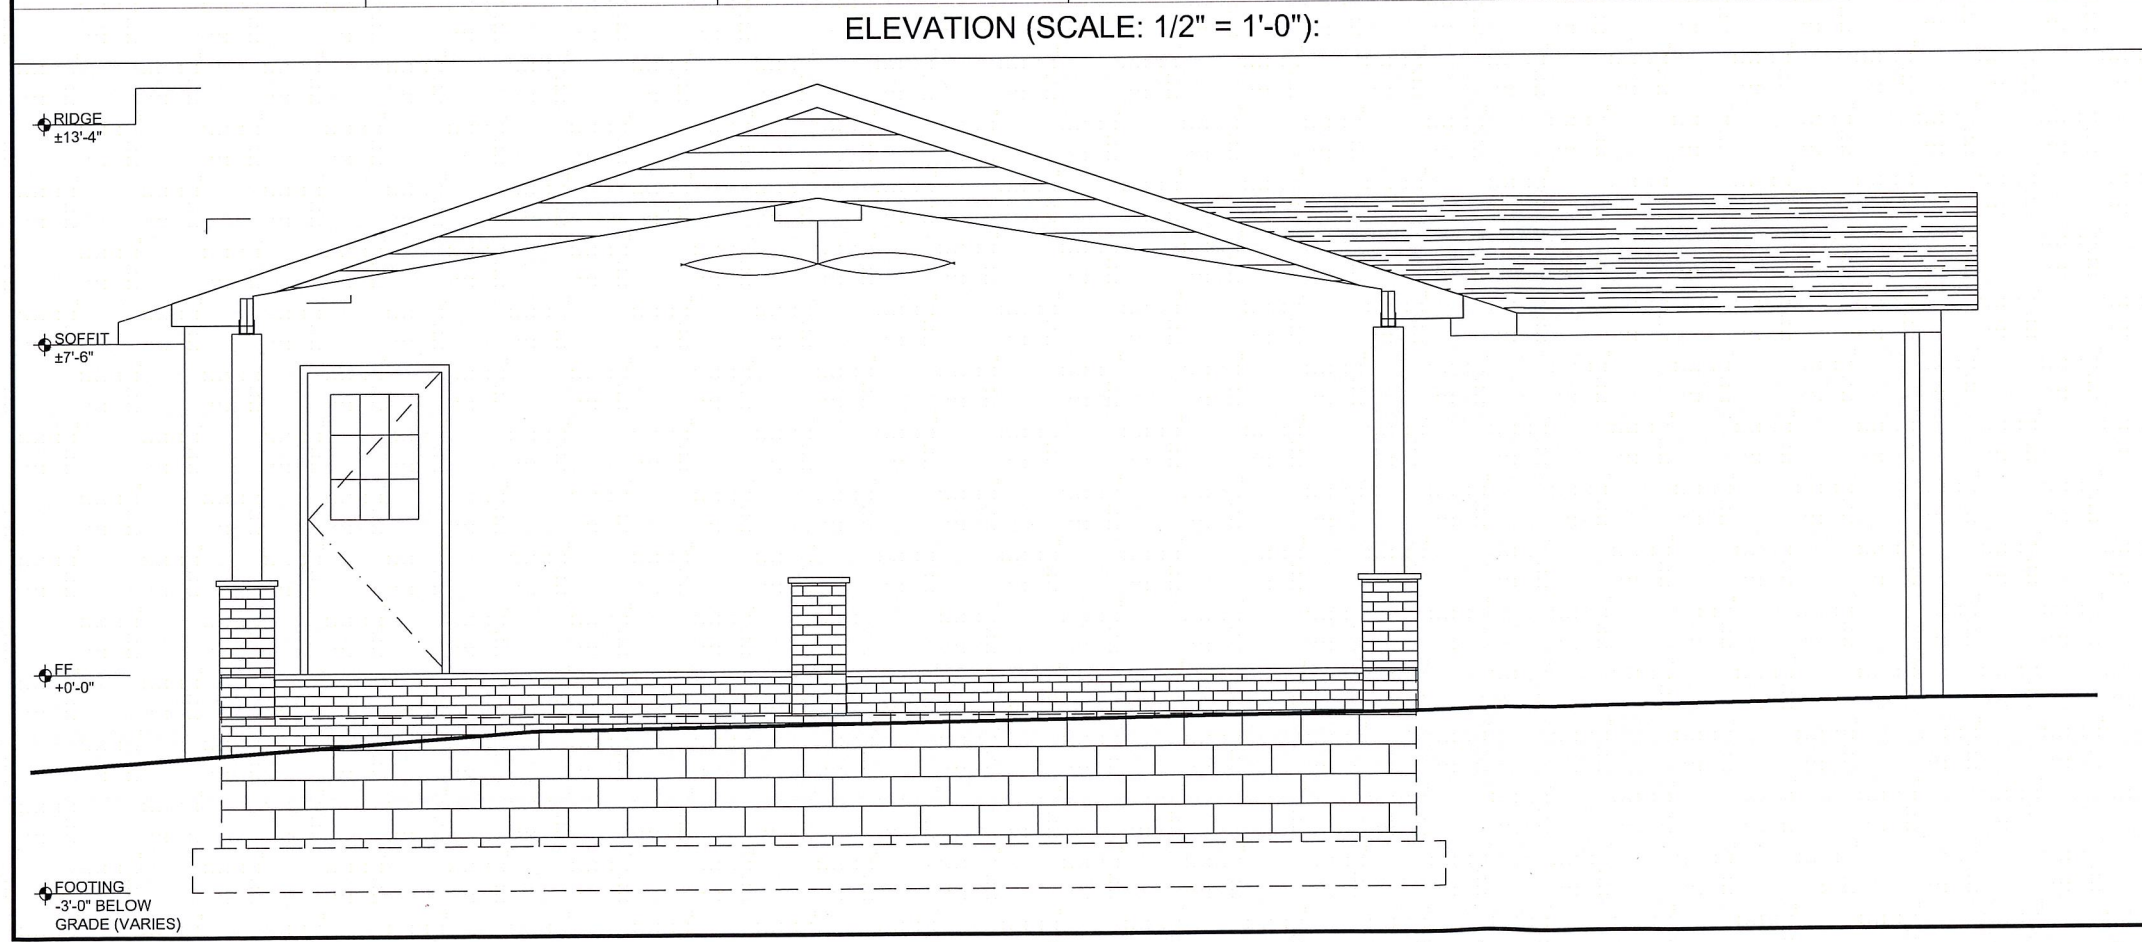 ELEVATION (SCALE: 1/2" = 1'-0"):
RIDGE
±13'-4"
SOFFIT
±7'-6"
FF
+0'-0"
FOOTING
-3'-0" BELOW
GRADE (VARIES)